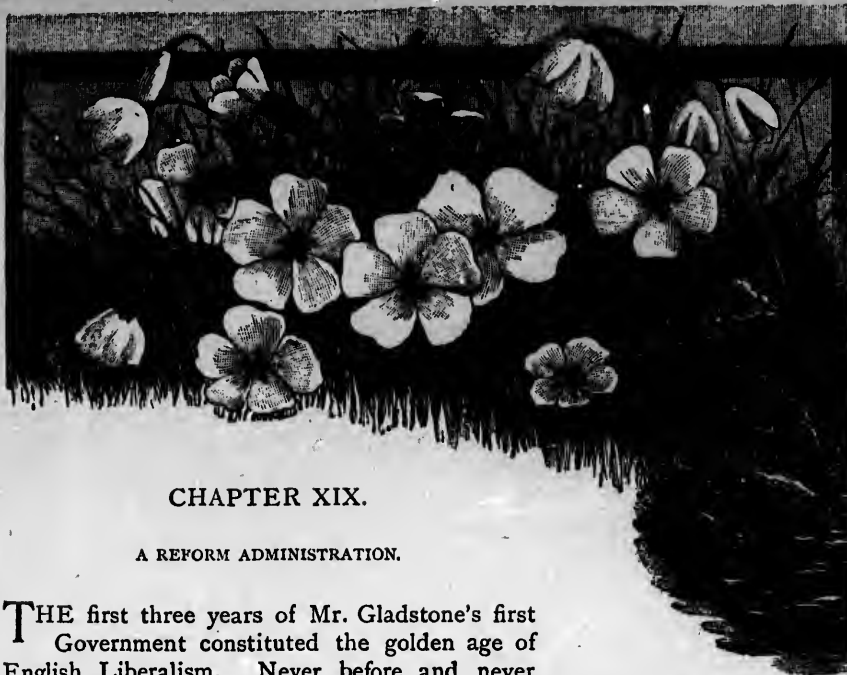 CHAPTER XIX.
A REFORM ADMINISTRATION.
THE first three years of Mr. Gladstone's first
Government constituted the golden age of
English Liberalism. Never before and never